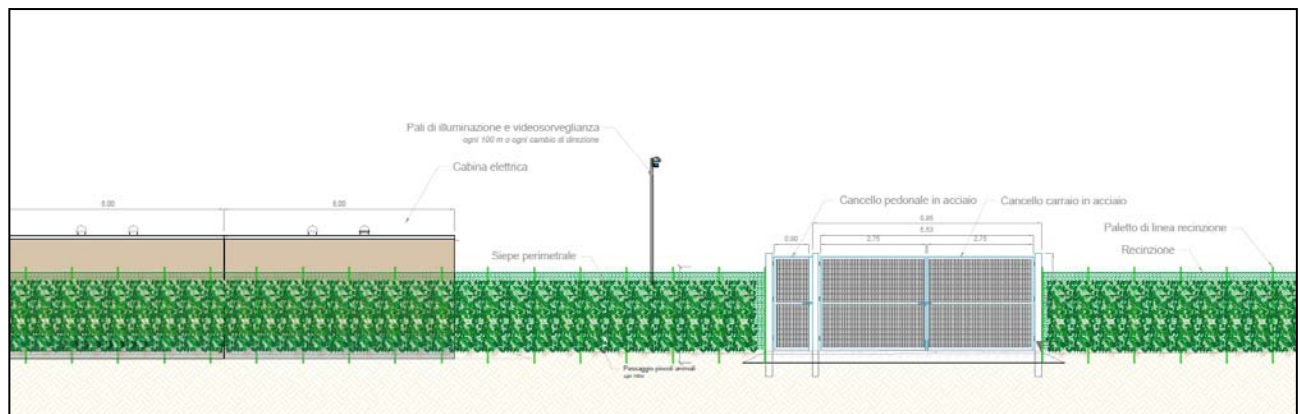 Pali di illuminazione e videosorveglianza
ogni 100 m o ogni cambio di direzione
Cabina elettrica
6.00
6.00
Cancello pedonale in acciaio
Cancello carraio in acciaio
5.53
0.90
2.75
2.75
Paletto di linea recinzione
Recinzione
Siepe perimetrale
Passaggio piccoli animali